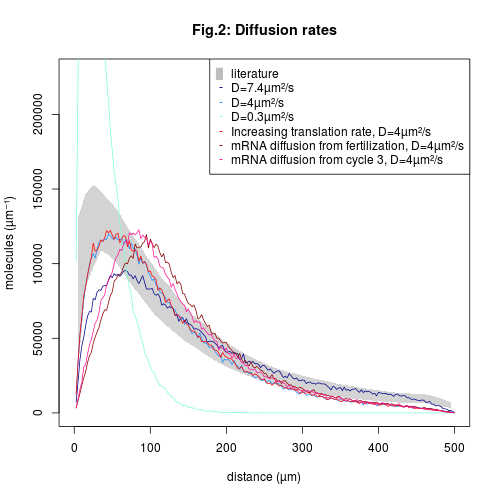 Fig.2: Diffusion rates
literature
D=7.4µm²/s
D=4µm²/s
D=0.3µm²/s
Increasing translation rate, D=4µm²/s
mRNA diffusion from fertilization, D=4µm²/s
mRNA diffusion from cycle 3, D=4µm²/s
molecules (µm⁻¹)
200000
150000
100000
50000
0
0 100 200 300 400 500
distance (µm)